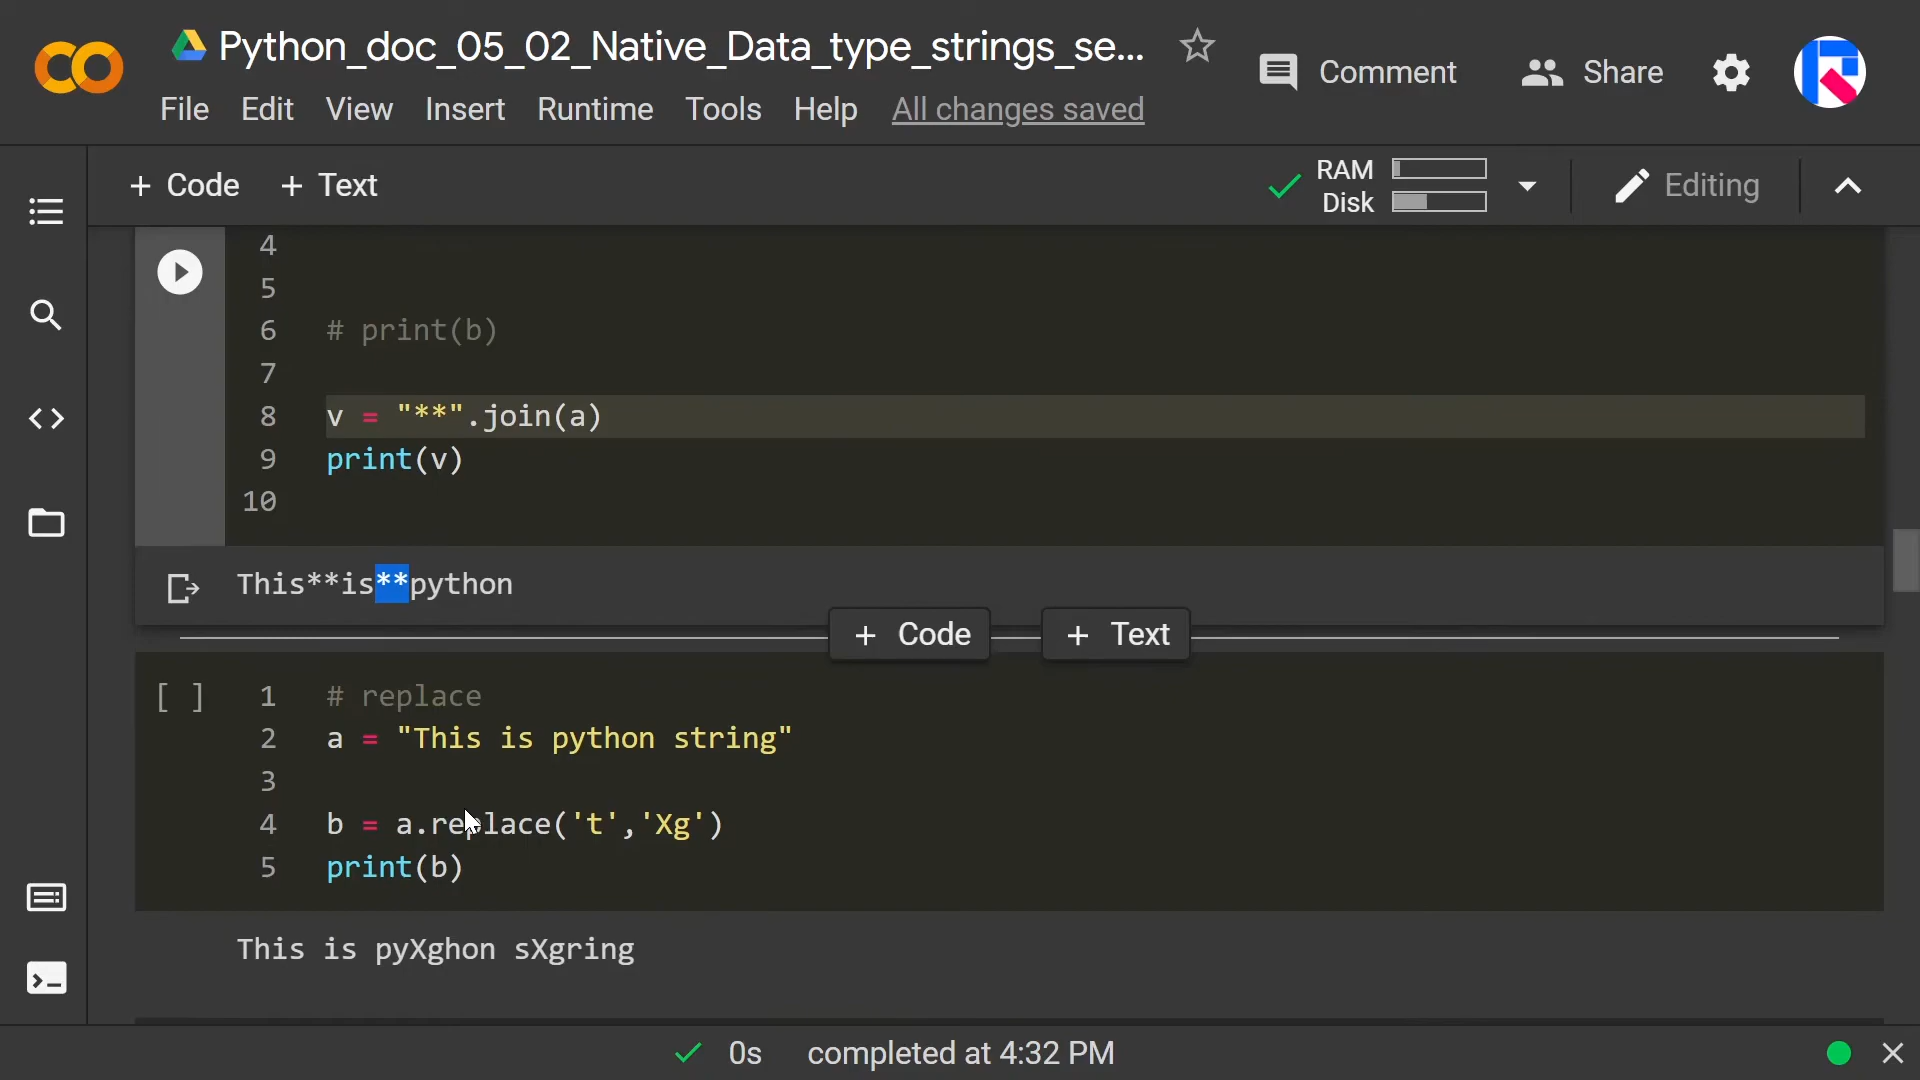 Python_doc_05_02_Native_Data_type_strings_se...
Comment
Share
File Edit View Insert Runtime Tools Help All changes saved
+ Code + Text
RAM
Disk
Editing
4
5
6 # print(b)
7
8 v = "**".join(a)
9 print(v)
10
This**is**python
+ Code + Text
[ ] 1 # replace
2 a = "This is python string"
3
4 b = a.replace('t','Xg')
5 print(b)
This is pyXghon sXgring
0s completed at 4:32 PM